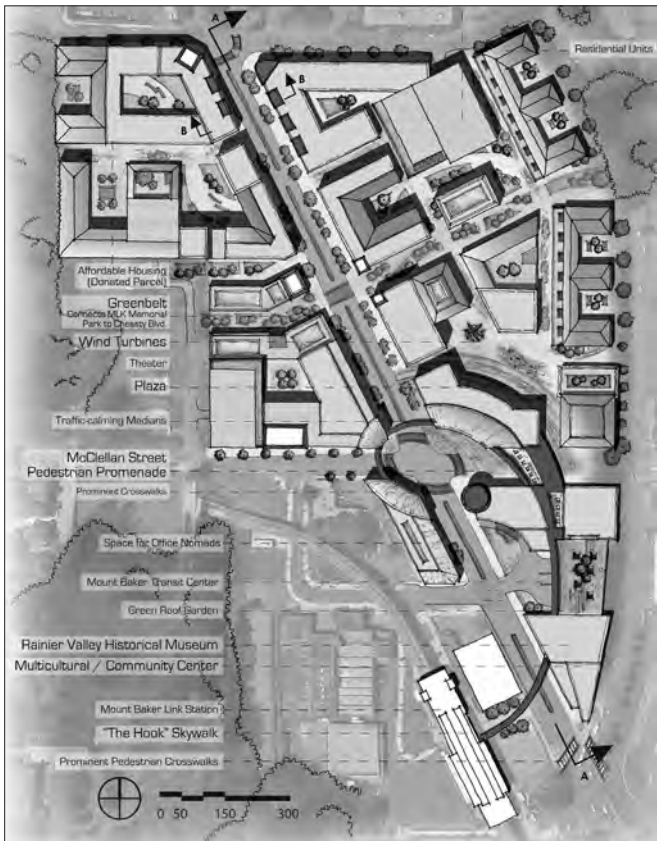 A
Residential Units
B
B
Affordable Housing
(Donated Parcel)
Greenbelt
Connects MLK Memorial
Park to Cheasty Blvd.
Wind Turbines
Theater
Plaza
Traffic-calming Medians
McClellan Street
Pedestrian Promenade
Prominent Crosswalks
Space for Office Nomads
Mount Baker Transit Center
Green Roof Garden
Rainier Valley Historical Museum
Multicultural / Community Center
Mount Baker Link Station
"The Hook" Skywalk
Prominent Pedestrian Crosswalks
A
0 50 150 300